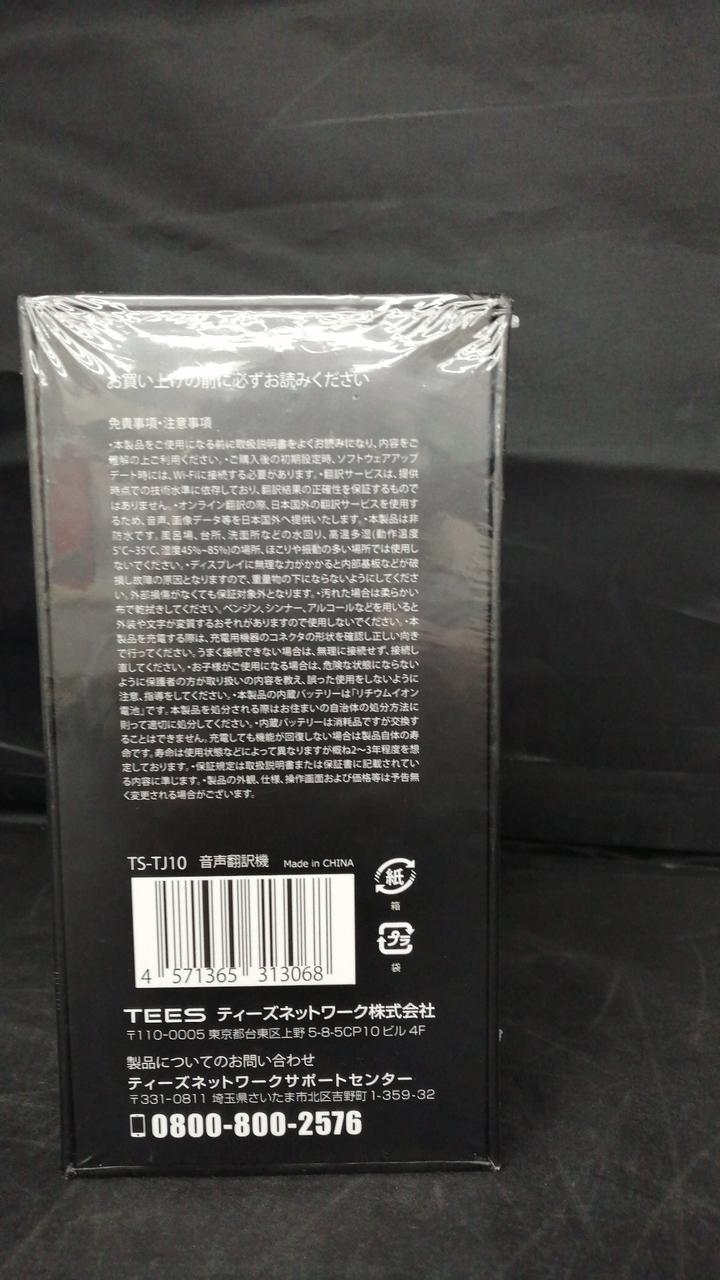 お買い上げの前に必ずお読みください
免責事項・注意事項
・本製品をご使用になる前に取扱説明書をよくお読みになり、内容をご
理解の上ご利用ください。・ご購入後の初期設定時、ソフトウェアアップ
デート時には、Wi-Fiに接続する必要があります。・翻訳サービスは、提供
時点での技術水準に依存しており、翻訳結果の正確性を保証するもので
はありません。・オンライン翻訳の際、日本国外の翻訳サービスを使用す
るため、音声、画像データ等を日本国外へ提供いたします。・本製品は非
防水です。風呂場、台所、洗面所などの水回り、高温多湿(動作温度
5℃~35℃、湿度45%~85%)の場所、ほこりや振動の多い場所では使用し
ないでください。・ディスプレイに無理な力がかかると内部基板などが破
損し故障の原因となりますので、重量物の下にならないようにしてくださ
い。外部損傷がなくても保証対象外となります。・汚れた場合は柔らかい
布で乾拭きしてください。ベンジン、シンナー、アルコールなどを用いると
外装や文字が変質するおそれがありますので使用しないでください。・本
製品を充電する際は、充電用機器のコネクタの形状を確認し正しい向き
で行ってください。うまく接続できない場合は、無理に接続せず、接続し
直してください。・お子様がご使用になる場合は、危険な状態にならない
ように保護者の方が取り扱いの内容を教え、誤った使用をしないように
注意、指導をしてください。・本製品の内蔵バッテリーは「リチウムイオン
電池」です。本製品を処分される際はお住まいの自治体の処分方法に
則って適切に処分してください。・内蔵バッテリーは消耗品ですが交換す
ることはできません。充電しても機能が回復しない場合は製品自体の寿
命です。寿命は使用状態などによって異なりますが概ね2～3年程度を想
定しております。・保証規定は取扱説明書または保証書に記載されてい
る内容に準じます。・製品の外観、仕様、操作画面および価格等は予告無
く変更される場合がございます。
TS-TJ10 音声翻訳機 Made in CHINA
紙
箱
プラ
袋
4 571365 313068
TEES ティーズネットワーク株式会社
〒110-0005 東京都台東区上野 5-8-5CP10 ビル 4F
製品についてのお問い合わせ
ティーズネットワークサポートセンター
〒331-0811 埼玉県さいたま市北区吉野町 1-359-32
0800-800-2576